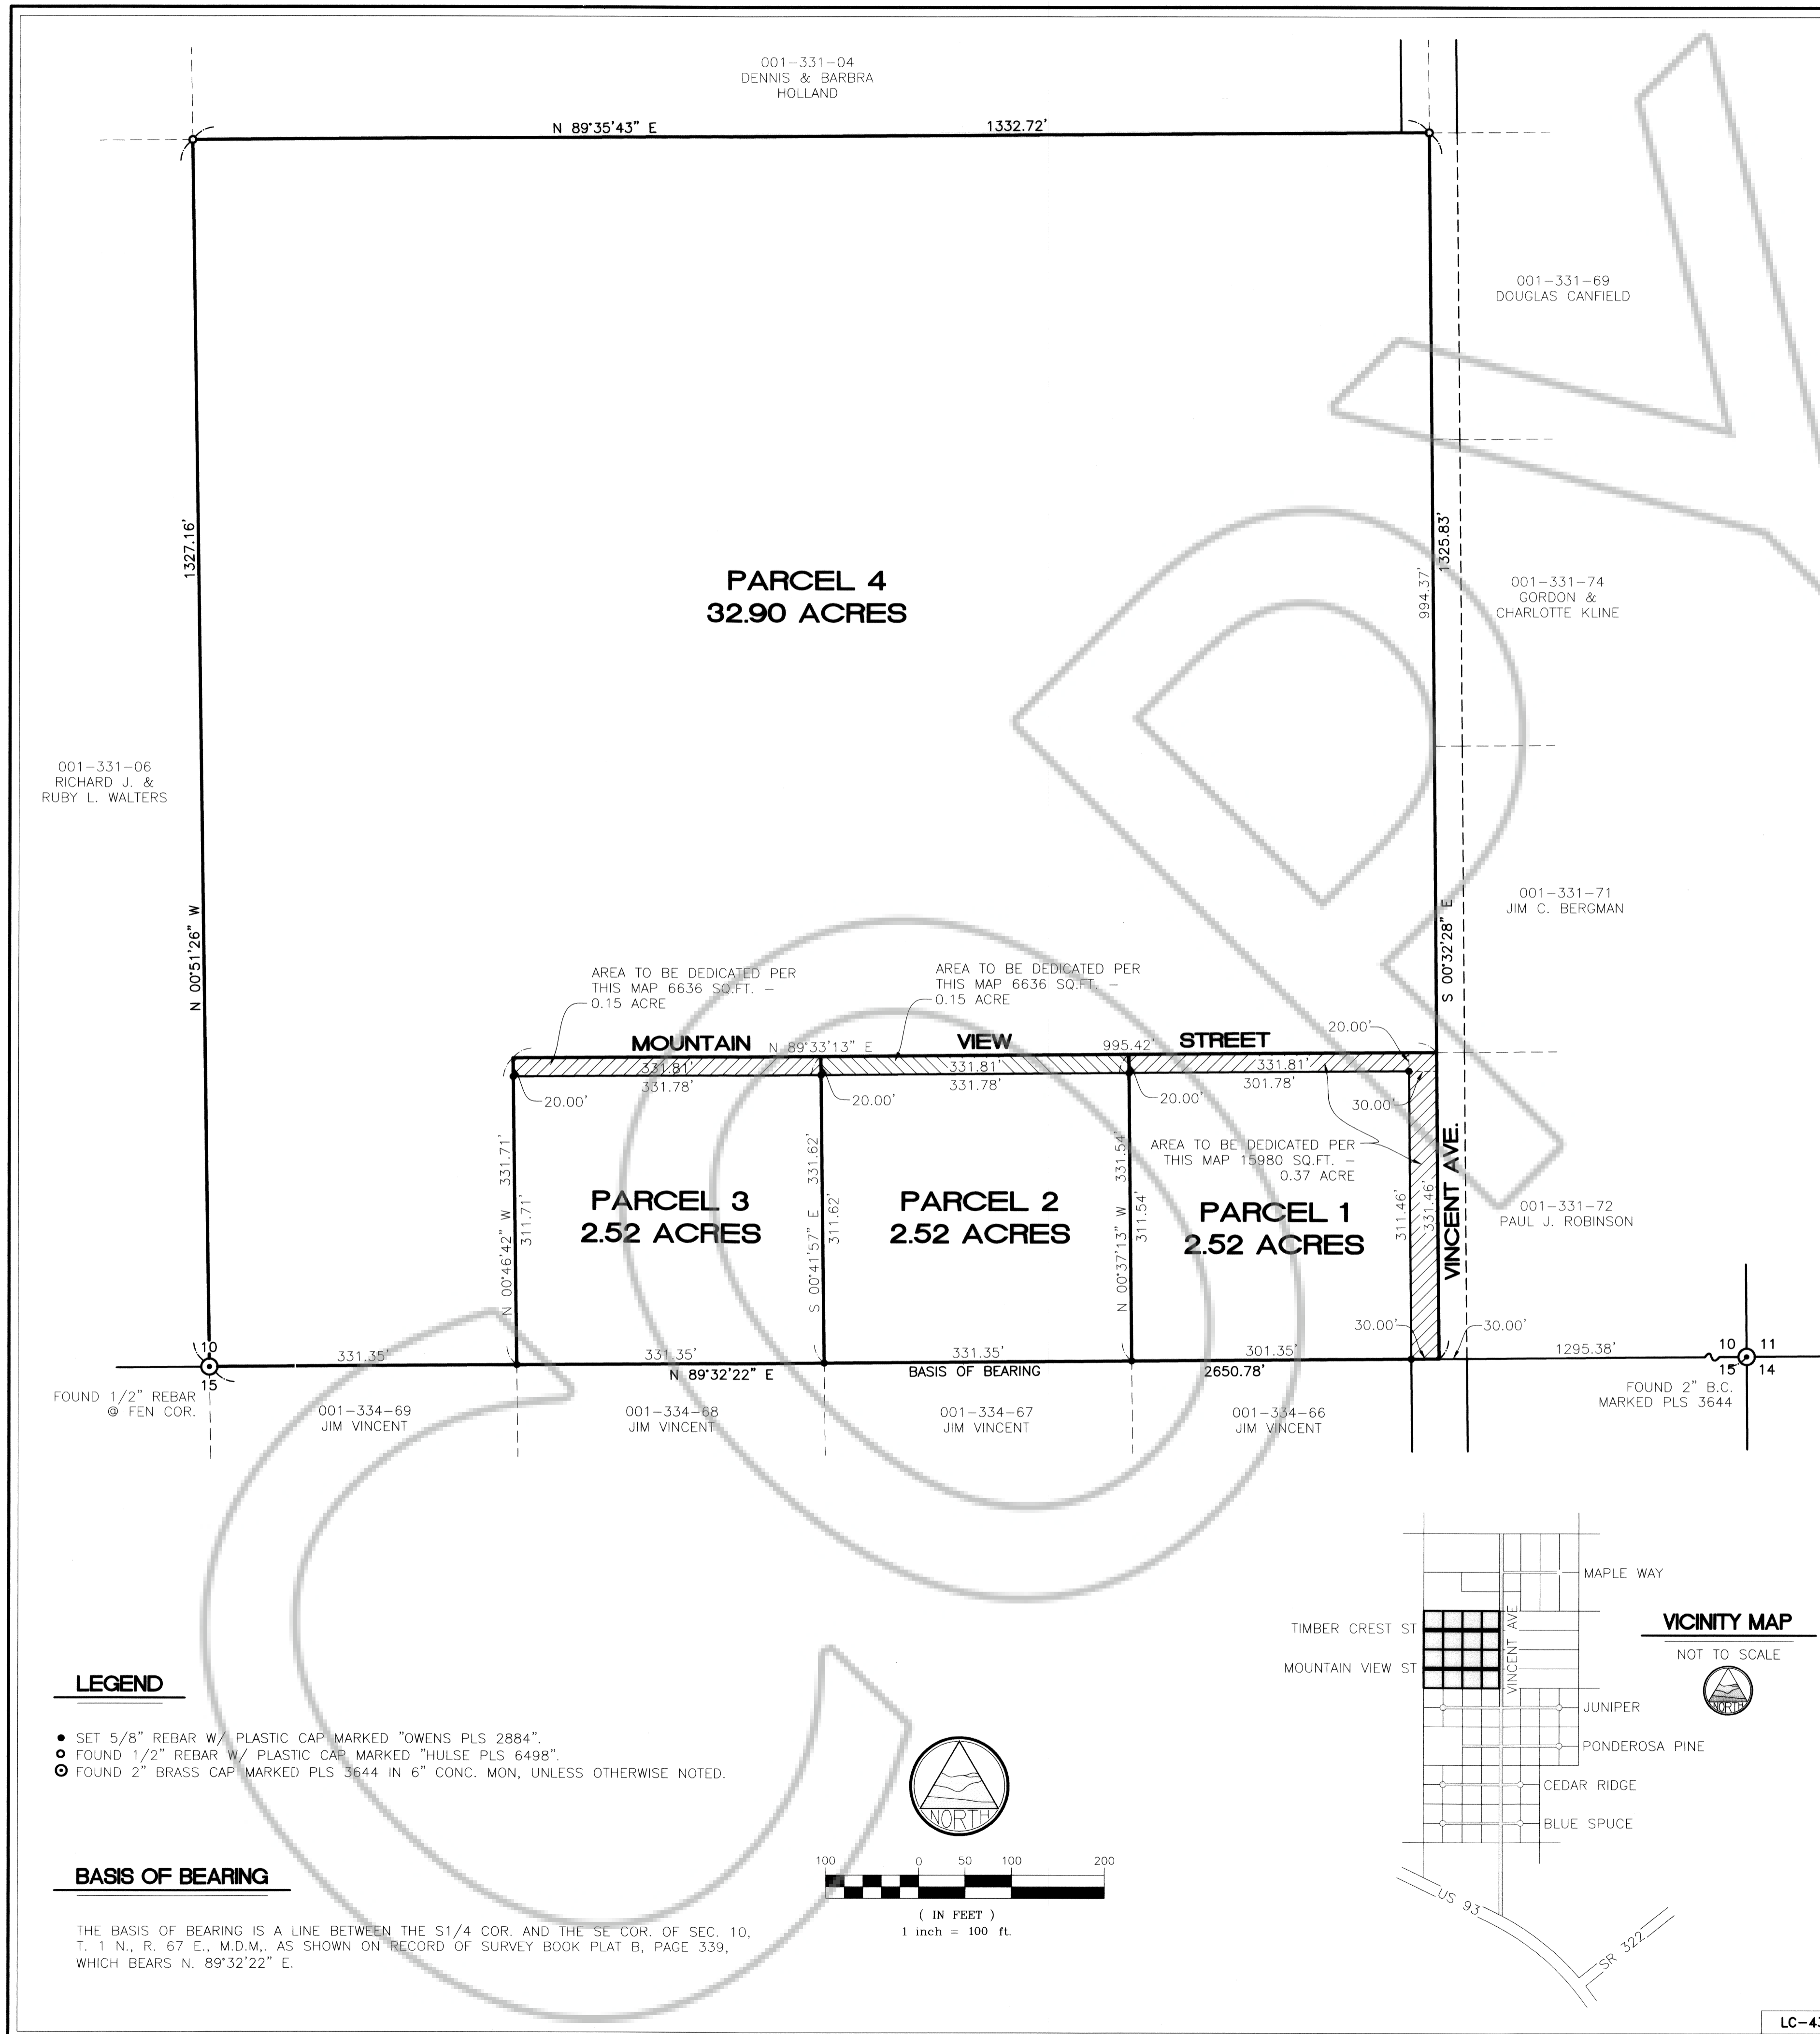 001-331-04
DENNIS & BARBRA
HOLLAND
N 89°35'43" E
1332.72'
001-331-69
DOUGLAS CANFIELD
1327.16'
1325.83'
994.37'
PARCEL 4
32.90 ACRES
001-331-74
GORDON &
CHARLOTTE KLINE
001-331-06
RICHARD J. &
RUBY L. WALTERS
N 00°51'26" W
001-331-71
JIM C. BERGMAN
S 00°32'28" E
AREA TO BE DEDICATED PER
THIS MAP 6636 SQ.FT. –
0.15 ACRE
AREA TO BE DEDICATED PER
THIS MAP 6636 SQ.FT. –
0.15 ACRE
20.00'
MOUNTAIN
N 89°33'13" E
VIEW
995.42'
STREET
331.81'
331.81'
331.81'
331.78'
331.78'
301.78'
20.00'
20.00'
20.00'
30.00'
AREA TO BE DEDICATED PER
THIS MAP 15980 SQ.FT. –
0.37 ACRE
N 00°46'42" W 331.71'
311.71'
S 00°41'57" E 331.62'
311.62'
N 00°37'13" W 331.54'
311.54'
311.46'
331.46'
VINCENT AVE.
PARCEL 3
2.52 ACRES
PARCEL 2
2.52 ACRES
PARCEL 1
2.52 ACRES
001-331-72
PAUL J. ROBINSON
30.00'
30.00'
10
15
331.35'
331.35'
331.35'
301.35'
1295.38'
10 11
15 14
N 89°32'22" E
BASIS OF BEARING
2650.78'
FOUND 1/2" REBAR
@ FEN COR.
FOUND 2" B.C.
MARKED PLS 3644
001-334-69
JIM VINCENT
001-334-68
JIM VINCENT
001-334-67
JIM VINCENT
001-334-66
JIM VINCENT
MAPLE WAY
TIMBER CREST ST
MOUNTAIN VIEW ST
VINCENT AVE
VICINITY MAP
NOT TO SCALE
NORTH
JUNIPER
PONDEROSA PINE
CEDAR RIDGE
BLUE SPUCE
US 93
SR 322
LEGEND
SET 5/8" REBAR W/ PLASTIC CAP MARKED "OWENS PLS 2884".
FOUND 1/2" REBAR W/ PLASTIC CAP MARKED "HULSE PLS 6498".
FOUND 2" BRASS CAP MARKED PLS 3644 IN 6" CONC. MON, UNLESS OTHERWISE NOTED.
NORTH
100 0 50 100 200
( IN FEET )
1 inch = 100 ft.
BASIS OF BEARING
THE BASIS OF BEARING IS A LINE BETWEEN THE S1/4 COR. AND THE SE COR. OF SEC. 10,
T. 1 N., R. 67 E., M.D.M,. AS SHOWN ON RECORD OF SURVEY BOOK PLAT B, PAGE 339,
WHICH BEARS N. 89°32'22" E.
COPY